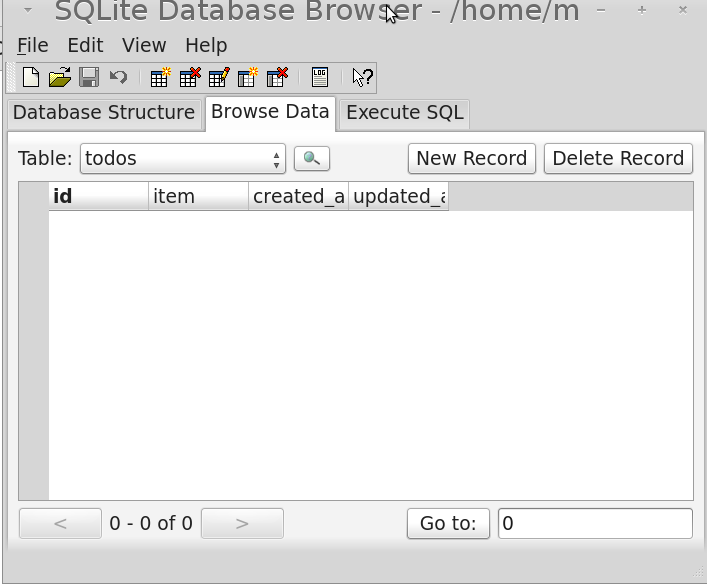 SQLite Database Browser - /home/m
File Edit View Help
LOG
Database Structure Browse Data Execute SQL
Table: todos New Record Delete Record
id item created_a updated_a
< 0 - 0 of 0 > Go to: 0